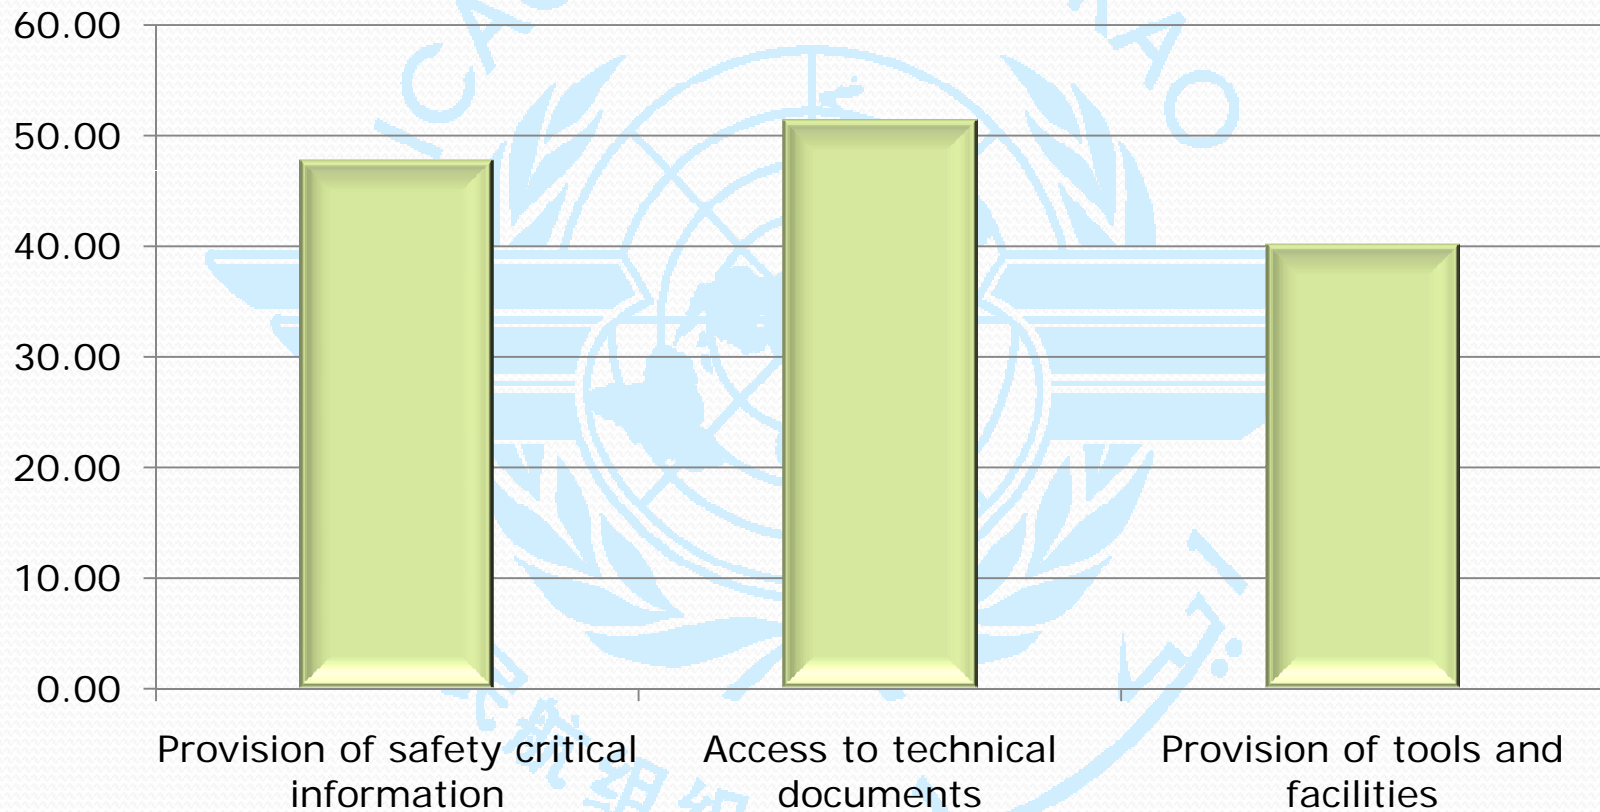 60.00
50.00
40.00
30.00
20.00
10.00
0.00
Provision of safety critical
information
Access to technical
documents
Provision of tools and
facilities
ICAO